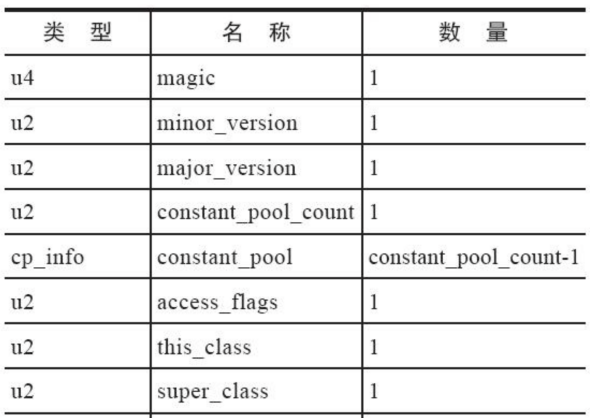 类 型 名 称 数 量
u4 magic 1
u2 minor_version 1
u2 major_version 1
u2 constant_pool_count 1
cp_info constant_pool constant_pool_count-1
u2 access_flags 1
u2 this_class 1
u2 super_class 1